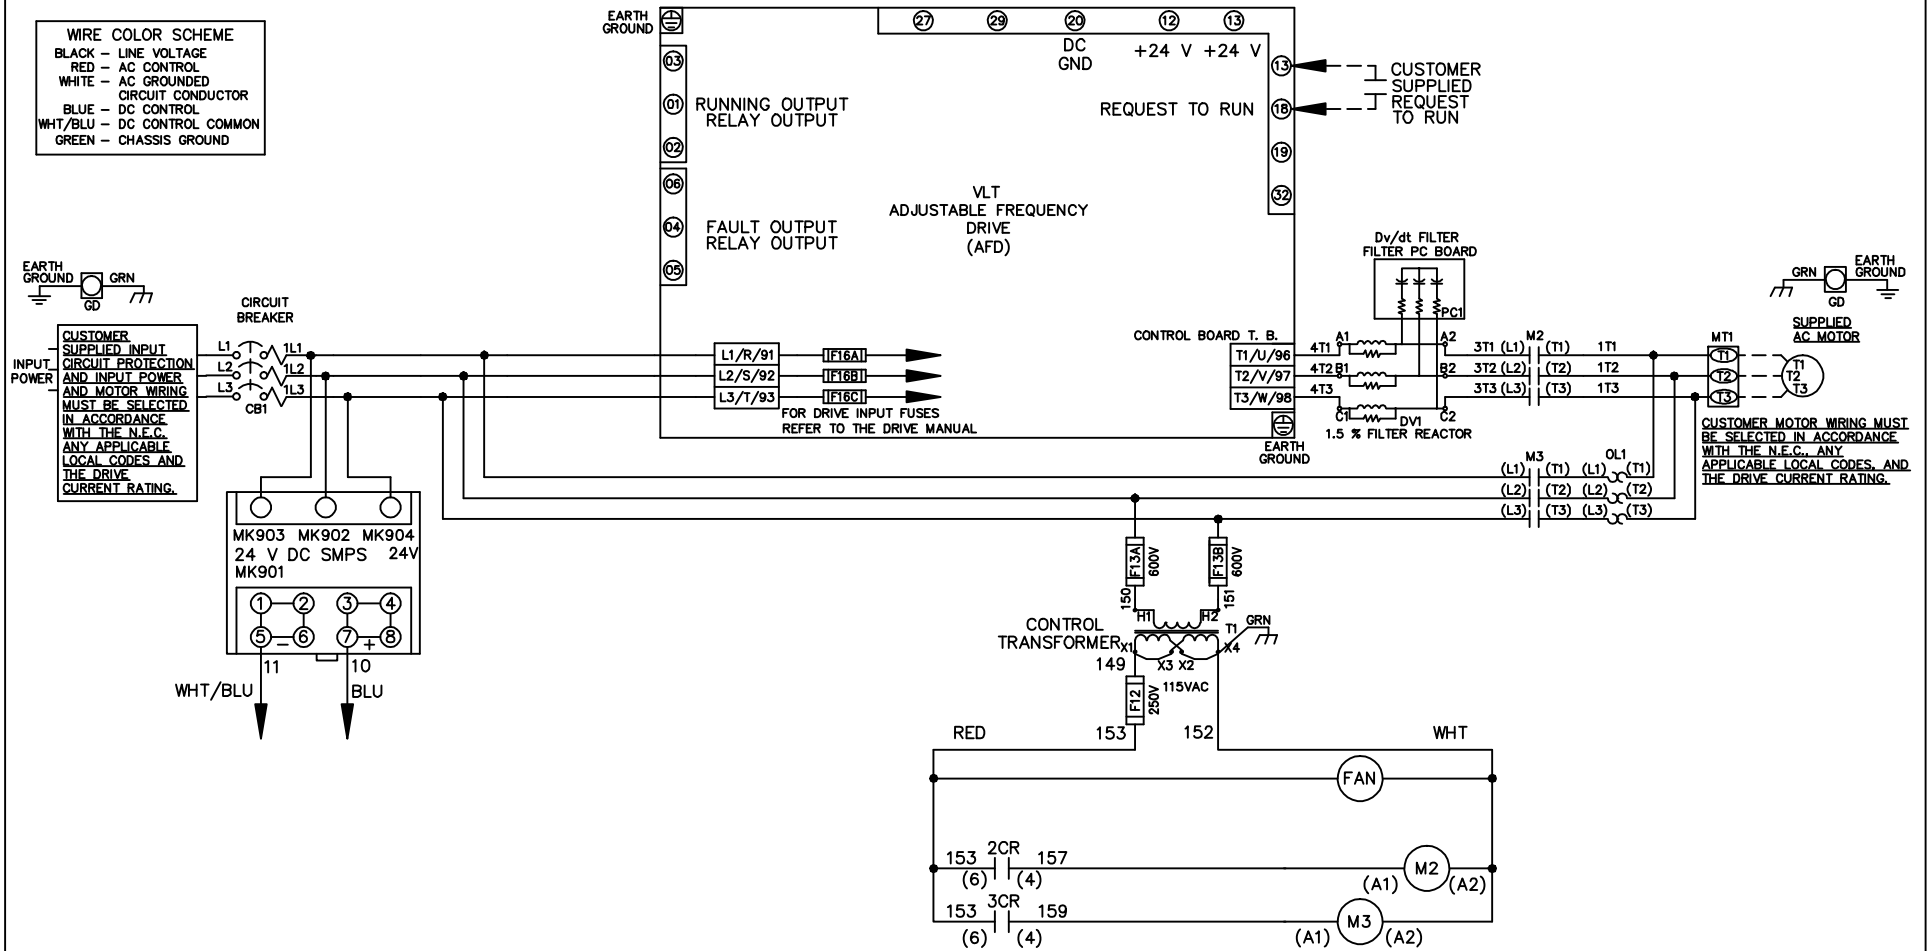 WIRE COLOR SCHEME
BLACK – LINE VOLTAGE
RED – AC CONTROL
WHITE – AC GROUNDED
CIRCUIT CONDUCTOR
BLUE – DC CONTROL
WHT/BLU – DC CONTROL COMMON
GREEN – CHASSIS GROUND
EARTH
GROUND
27 29 20 12 13
DC
GND
+24 V +24 V
03
01
02
RUNNING OUTPUT
RELAY OUTPUT
06
04
05
FAULT OUTPUT
RELAY OUTPUT
REQUEST TO RUN
13
18
19
32
CUSTOMER
SUPPLIED
REQUEST
TO RUN
VLT
ADJUSTABLE FREQUENCY
DRIVE
(AFD)
EARTH
GROUND
GRN
GD
CIRCUIT
BREAKER
INPUT
POWER
CUSTOMER
SUPPLIED INPUT
CIRCUIT PROTECTION
AND INPUT POWER
AND MOTOR WIRING
MUST BE SELECTED
IN ACCORDANCE
WITH THE N.E.C.
ANY APPLICABLE
LOCAL CODES AND
THE DRIVE
CURRENT RATING.
L1 1L1
L2 1L2
L3 1L3
CB1
L1/R/91 F16A
L2/S/92 F16B
L3/T/93 F16C
FOR DRIVE INPUT FUSES
REFER TO THE DRIVE MANUAL
CONTROL BOARD T. B.
T1/U/96
T2/V/97
T3/W/98
EARTH
GROUND
Dv/dt FILTER
FILTER PC BOARD
PC1
4T1 A1 A2
4T2 B1 B2
4T3 C1 C2
DV1
1.5 % FILTER REACTOR
M2
3T1 (L1) (T1) 1T1
3T2 (L2) (T2) 1T2
3T3 (L3) (T3) 1T3
MT1
T1
T2
T3
GRN
GD
EARTH
GROUND
SUPPLIED
AC MOTOR
T1
T2
T3
CUSTOMER MOTOR WIRING MUST
BE SELECTED IN ACCORDANCE
WITH THE N.E.C., ANY
APPLICABLE LOCAL CODES, AND
THE DRIVE CURRENT RATING.
M3 OL1
(L1) (T1) (L1) (T1)
(L2) (T2) (L2) (T2)
(L3) (T3) (L3) (T3)
MK903 MK902 MK904
24 V DC SMPS 24V
MK901
1 2 3 4
5 – 6 7 + 8
11 10
WHT/BLU BLU
F13A 600V
F13B 600V
150 151
H1 H2
CONTROL
TRANSFORMER
T1
GRN
X1 X3 X2 X4
149
115VAC
F12 250V
153 152
RED WHT
FAN
2CR
153 157
(6) (4)
M2
(A1) (A2)
3CR
153 159
(6) (4)
M3
(A1) (A2)